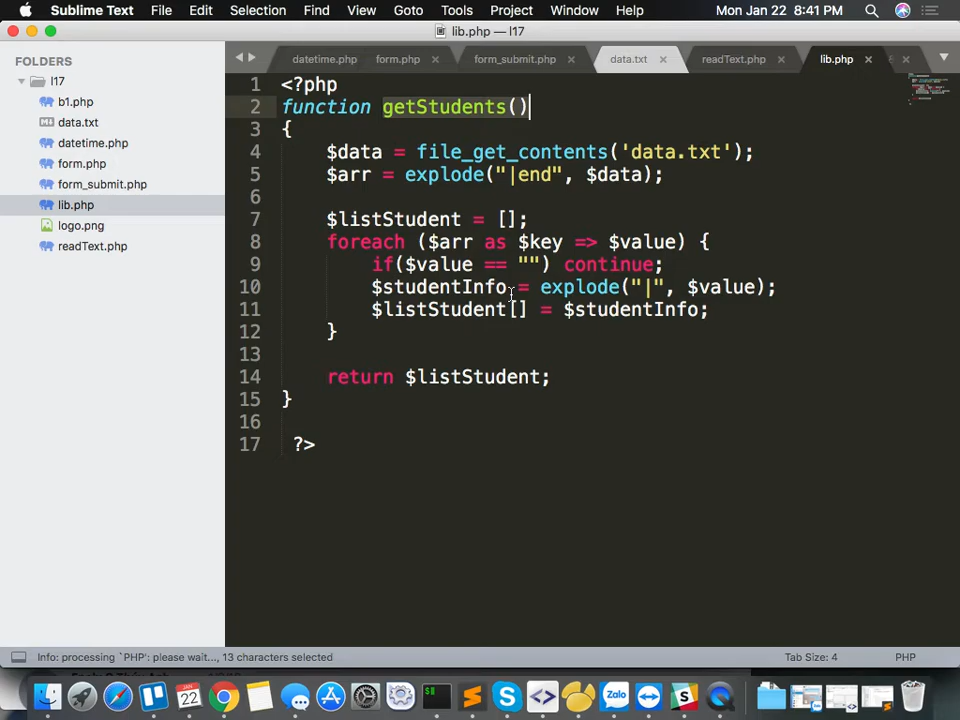 Sublime Text File Edit Selection Find View Goto Tools Project Window Help Mon Jan 22 8:41 PM
lib.php — l17
FOLDERS
l17
b1.php
data.txt
datetime.php
form.php
form_submit.php
lib.php
logo.png
readText.php
datetime.php form.php form_submit.php data.txt readText.php lib.php
1 <?php
2 function getStudents()
3 {
4 $data = file_get_contents('data.txt');
5 $arr = explode("|end", $data);
6
7 $listStudent = [];
8 foreach ($arr as $key => $value) {
9 if($value == "") continue;
10 $studentInfo = explode("|", $value);
11 $listStudent[] = $studentInfo;
12 }
13
14 return $listStudent;
15 }
16
17 ?>
Info: processing `PHP': please wait..., 13 characters selected Tab Size: 4 PHP
22
Zalo